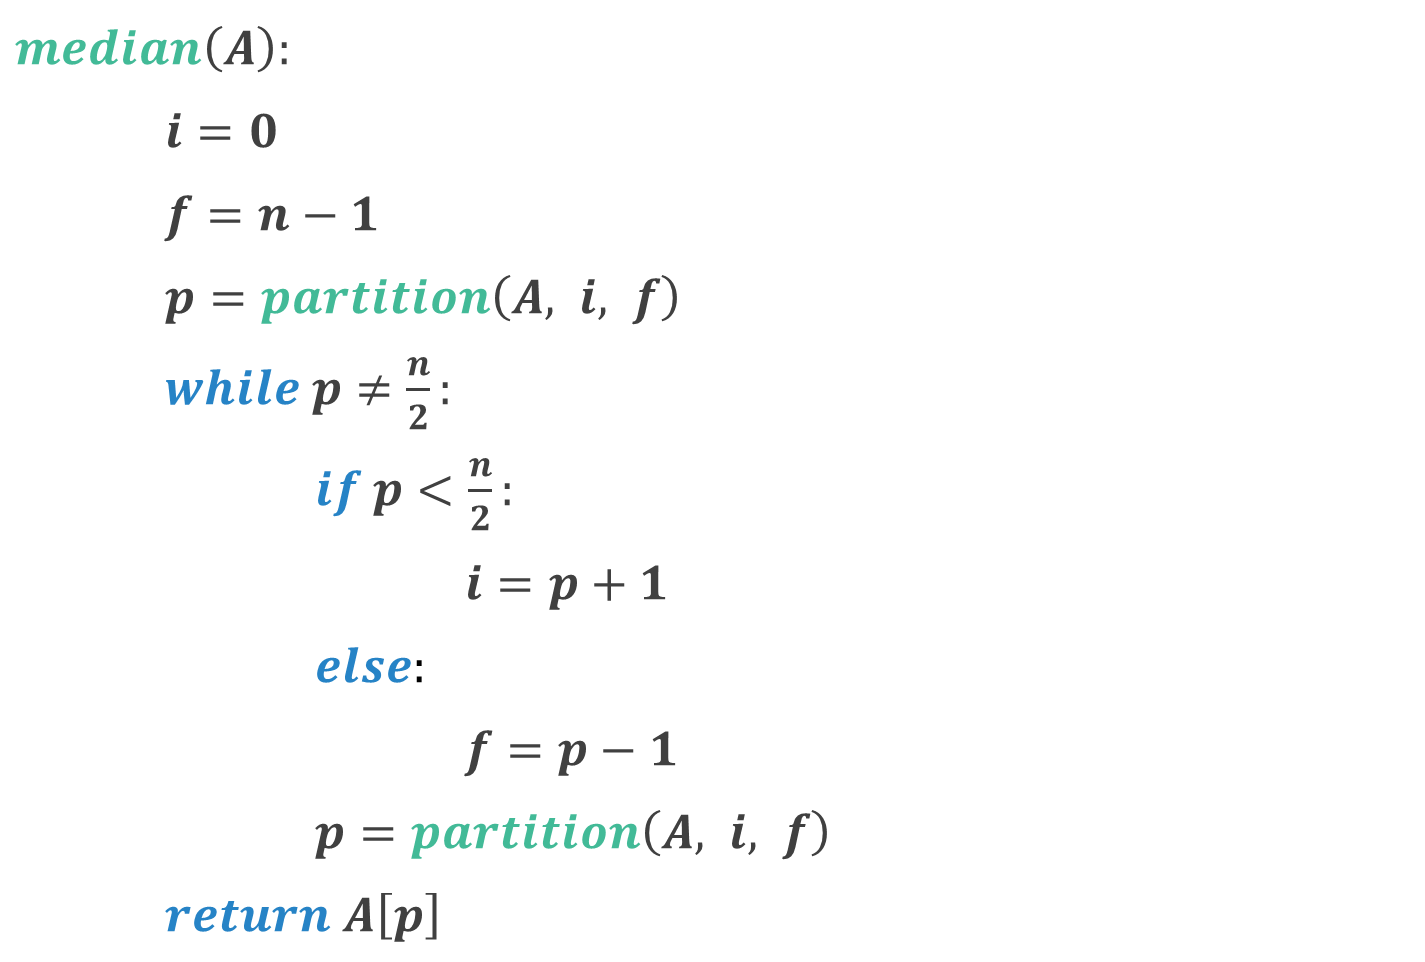 median(A):
i = 0
f = n − 1
p = partition(A, i, f)
while p ≠ n/2:
if p < n/2:
i = p + 1
else:
f = p − 1
p = partition(A, i, f)
return A[p]